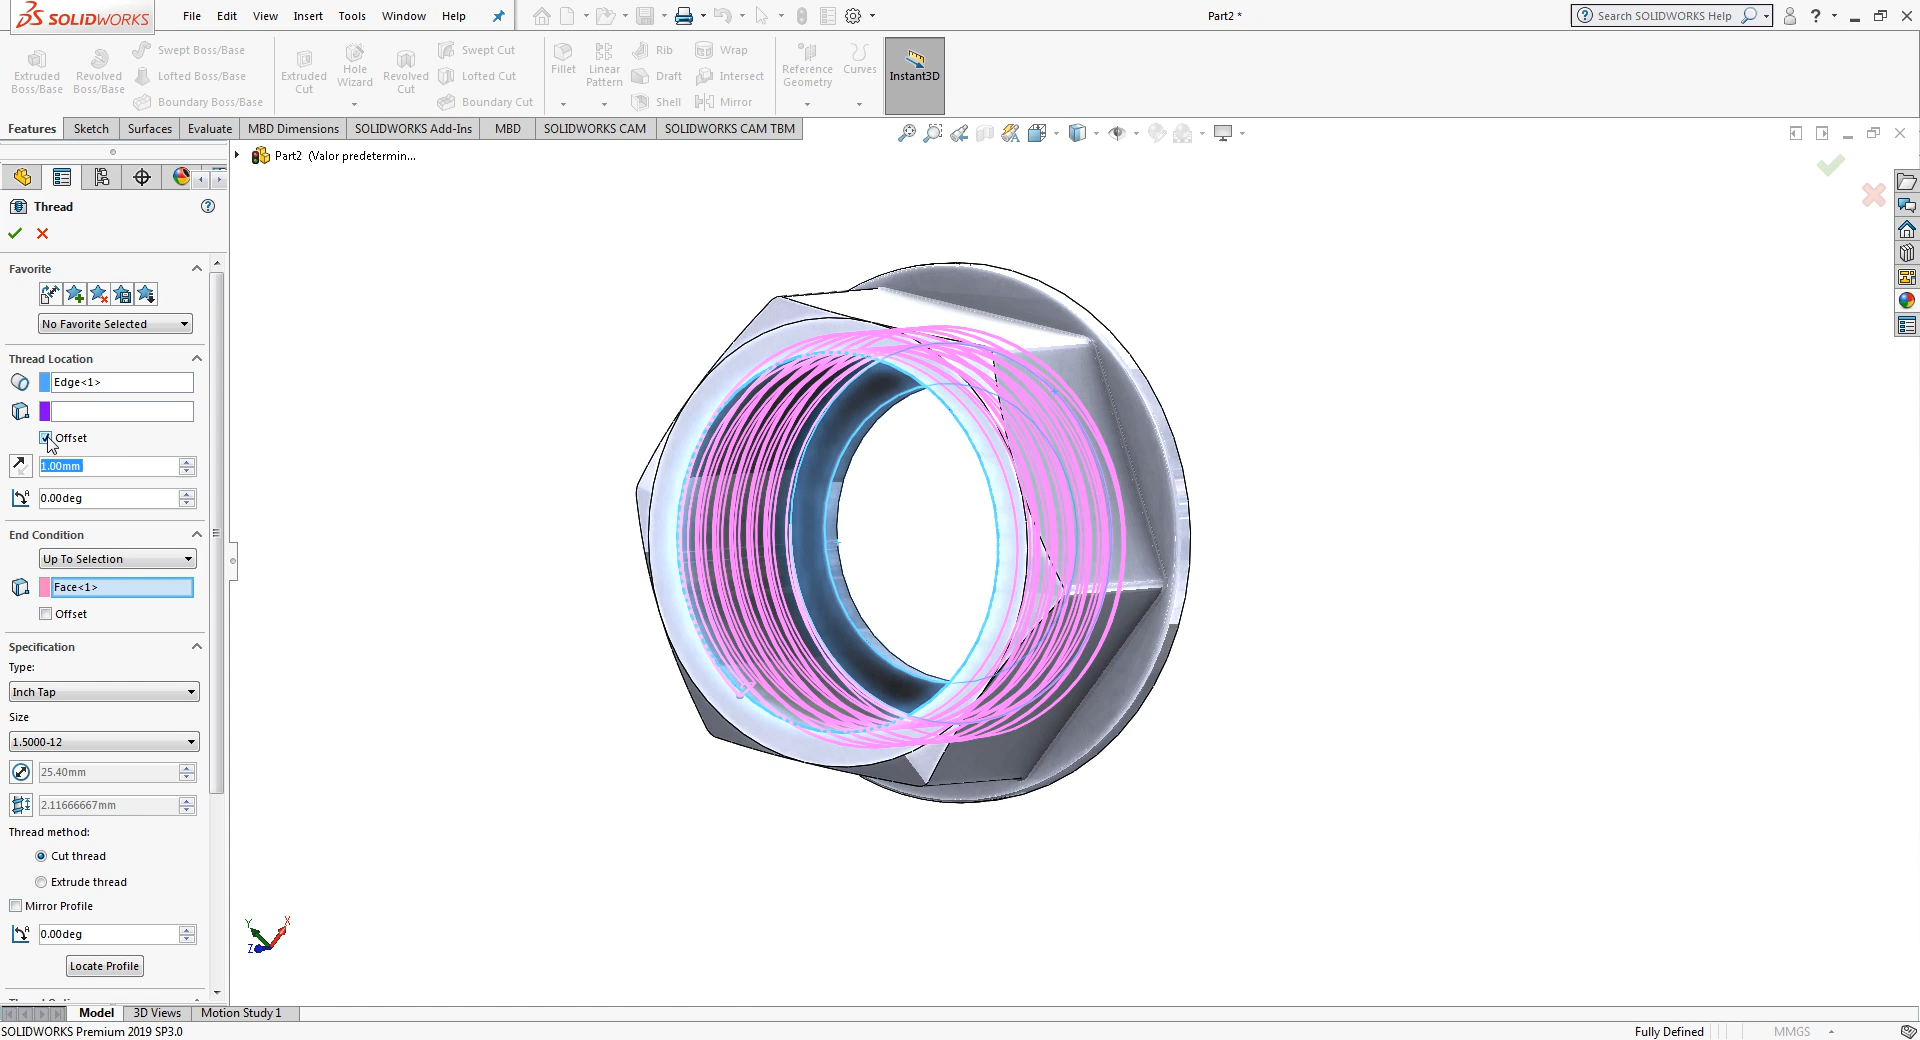 SOLIDWORKS
File Edit View Insert Tools Window Help
Part2 *
Search SOLIDWORKS Help
Extruded Boss/Base
Revolved Boss/Base
Swept Boss/Base
Lofted Boss/Base
Boundary Boss/Base
Extruded Cut
Hole Wizard
Revolved Cut
Swept Cut
Lofted Cut
Boundary Cut
Fillet
Linear Pattern
Rib
Draft
Shell
Wrap
Intersect
Mirror
Reference Geometry
Curves
Instant3D
Features Sketch Surfaces Evaluate MBD Dimensions SOLIDWORKS Add-Ins MBD SOLIDWORKS CAM SOLIDWORKS CAM TBM
Part2 (Valor predetermin...
Thread
Favorite
No Favorite Selected
Thread Location
Edge<1>
Offset
1.00mm
0.00deg
End Condition
Up To Selection
Face<1>
Offset
Specification
Type:
Inch Tap
Size
1.5000-12
25.40mm
2.11666667mm
Thread method:
Cut thread
Extrude thread
Mirror Profile
0.00deg
Locate Profile
Y
X
Z
Model 3D Views Motion Study 1
SOLIDWORKS Premium 2019 SP3.0
Fully Defined
MMGS